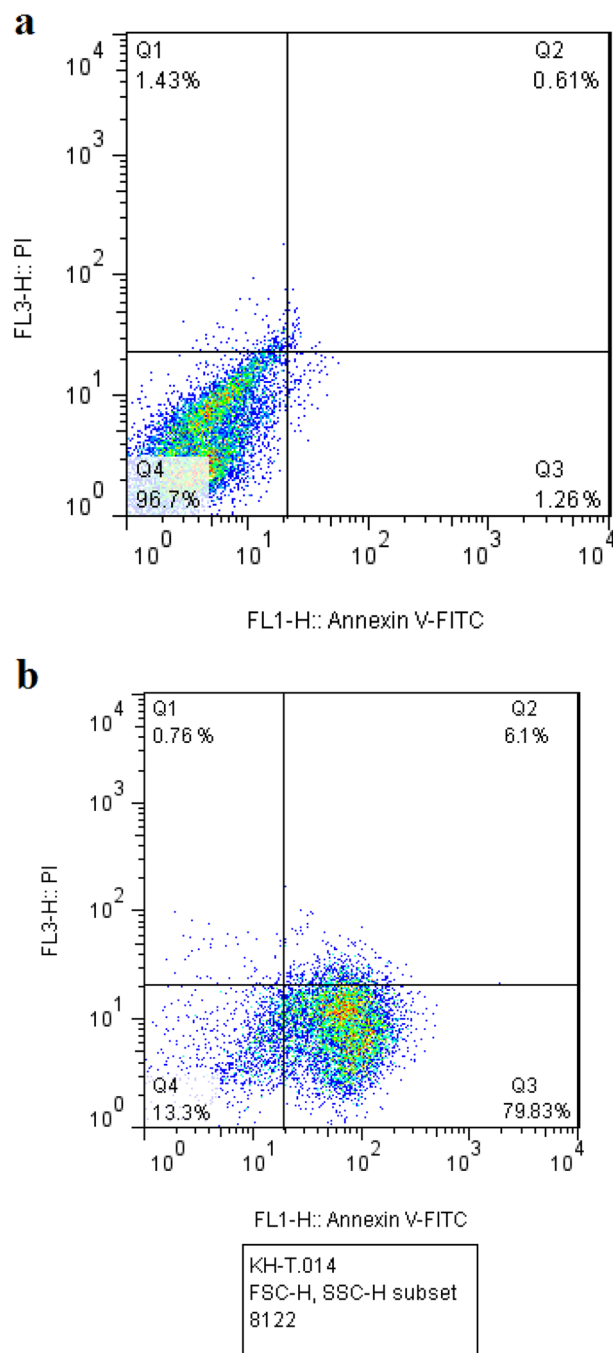 a
10^4
Q1
Q2
1.43%
0.61%
10^3
FL3-H:: PI
10^2
10^1
Q4
Q3
96.7%
1.26%
10^0
10^0 10^1 10^2 10^3 10^4
FL1-H:: Annexin V-FITC
b
10^4
Q1
Q2
0.76 %
6.1%
10^3
FL3-H:: PI
10^2
10^1
Q4
Q3
13.3%
79.83%
10^0
10^0 10^1 10^2 10^3 10^4
FL1-H:: Annexin V-FITC
KH-T.014
FSC-H, SSC-H subset
8122